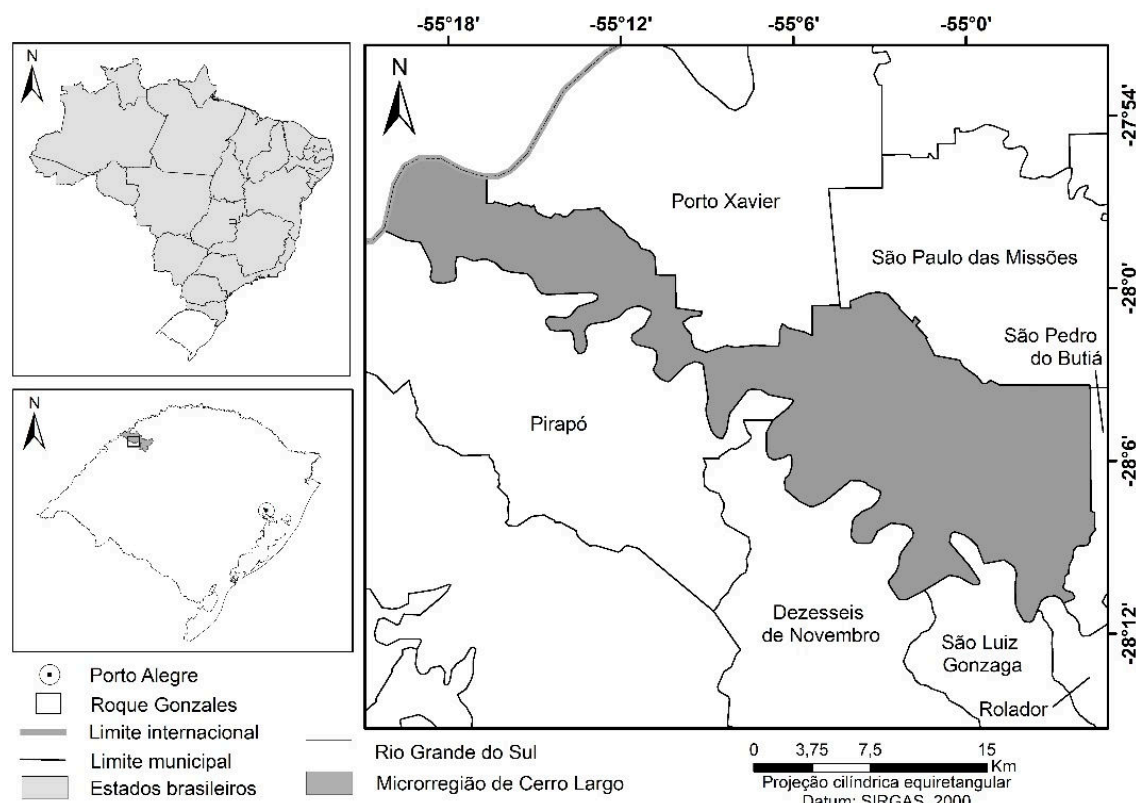 -55°18' -55°12' -55°6' -55°0'
N
N
N
-27°54'
-28°0'
-28°6'
-28°12'
Porto Xavier
São Paulo das Missões
São Pedro
do Butiá
Pirapó
Dezesseis
de Novembro
São Luiz
Gonzaga
Rolador
Porto Alegre
Roque Gonzales
Limite internacional
Limite municipal
Estados brasileiros
Rio Grande do Sul
Microrregião de Cerro Largo
0 3,75 7,5 15
Km
Projeção cilíndrica equiretangular
Datum: SIRGAS, 2000